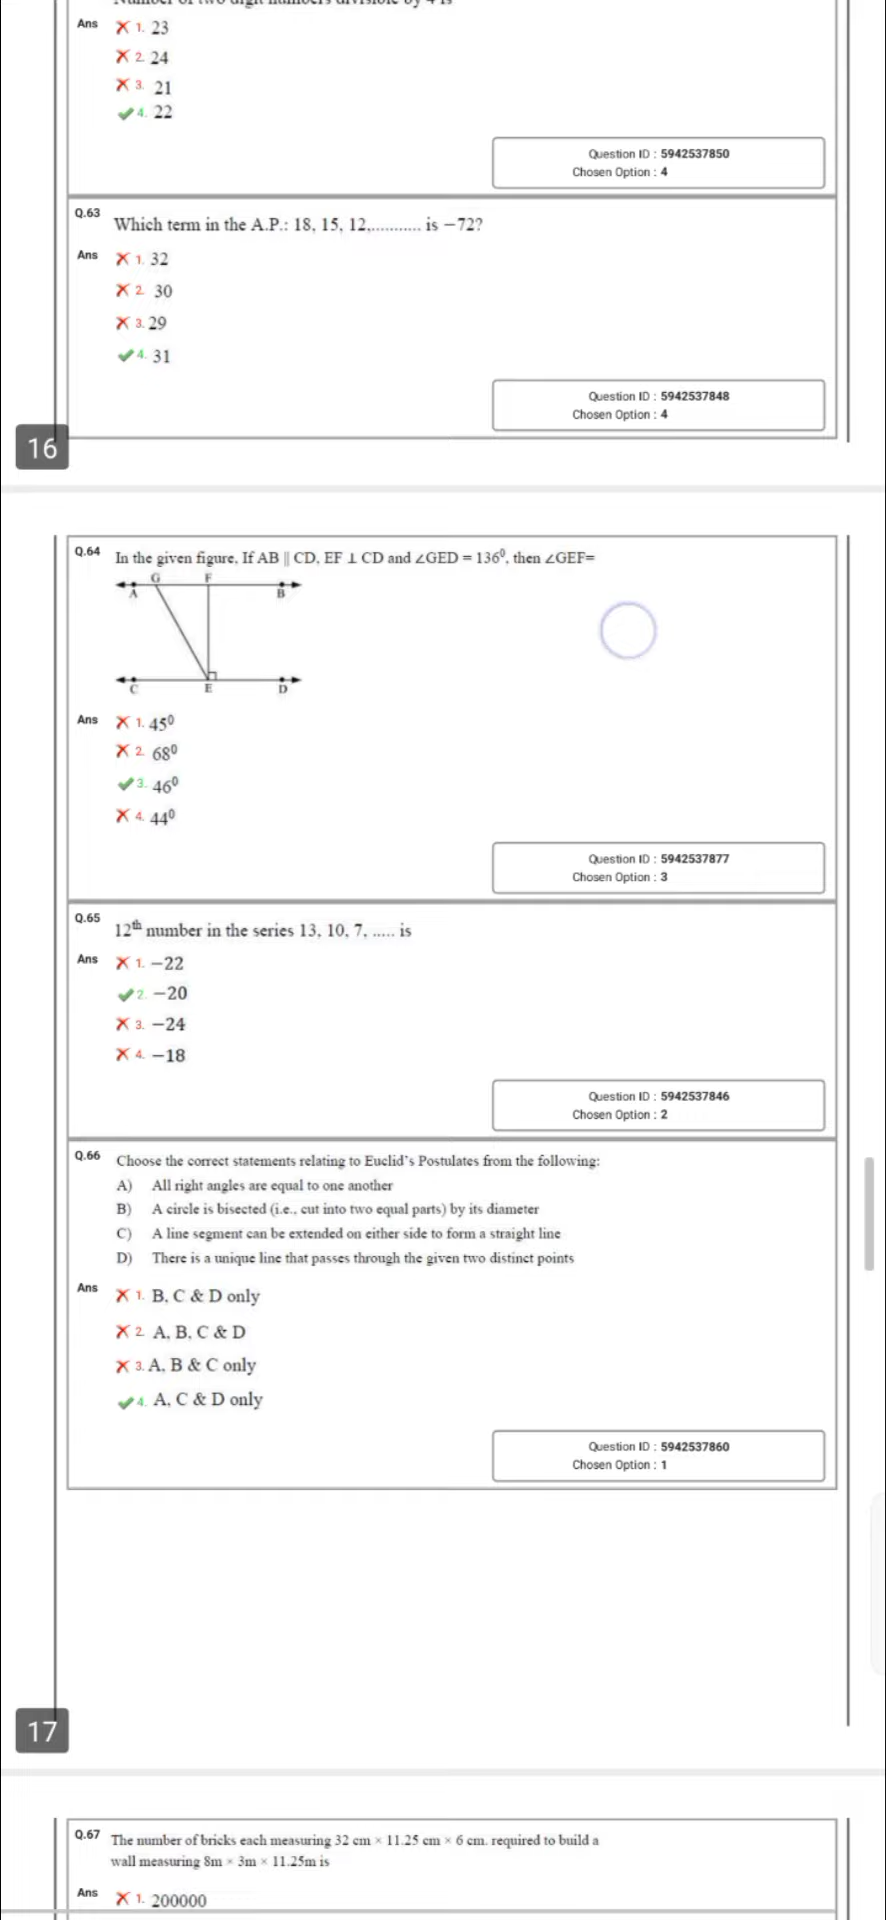 Number of two digit numbers divisible by 4 is
Ans
1. 23
2. 24
3. 21
4. 22
Question ID : 5942537850
Chosen Option : 4
Q.63 Which term in the A.P.: 18, 15, 12,........... is −72?
Ans
1. 32
2. 30
3. 29
4. 31
Question ID : 5942537848
Chosen Option : 4
16
Q.64 In the given figure, If AB || CD, EF ⊥ CD and ∠GED = 136⁰, then ∠GEF=
G F
A B
C E D
Ans
1. 45⁰
2. 68⁰
3. 46⁰
4. 44⁰
Question ID : 5942537877
Chosen Option : 3
Q.65 12th number in the series 13, 10, 7, ..... is
Ans
1. −22
2. −20
3. −24
4. −18
Question ID : 5942537846
Chosen Option : 2
Q.66 Choose the correct statements relating to Euclid's Postulates from the following:
A) All right angles are equal to one another
B) A circle is bisected (i.e., cut into two equal parts) by its diameter
C) A line segment can be extended on either side to form a straight line
D) There is a unique line that passes through the given two distinct points
Ans
1. B, C & D only
2. A, B, C & D
3. A, B & C only
4. A, C & D only
Question ID : 5942537860
Chosen Option : 1
17
Q.67 The number of bricks each measuring 32 cm × 11.25 cm × 6 cm. required to build a
wall measuring 8m × 3m × 11.25m is
Ans
1. 200000